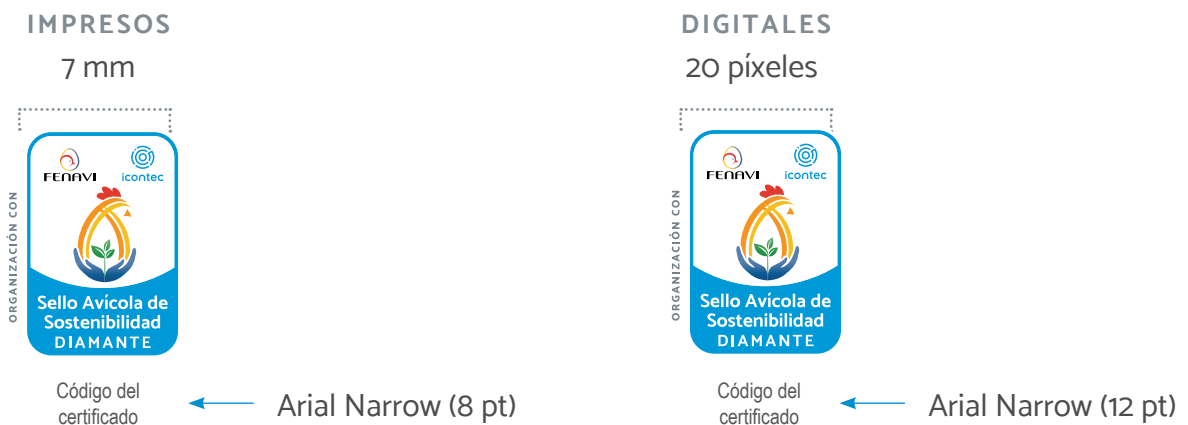 IMPRESOS
7 mm
ORGANIZACIÓN CON
FENAVI
icontec
Sello Avícola de
Sostenibilidad
DIAMANTE
Código del
certificado
Arial Narrow (8 pt)
DIGITALES
20 píxeles
ORGANIZACIÓN CON
FENAVI
icontec
Sello Avícola de
Sostenibilidad
DIAMANTE
Código del
certificado
Arial Narrow (12 pt)